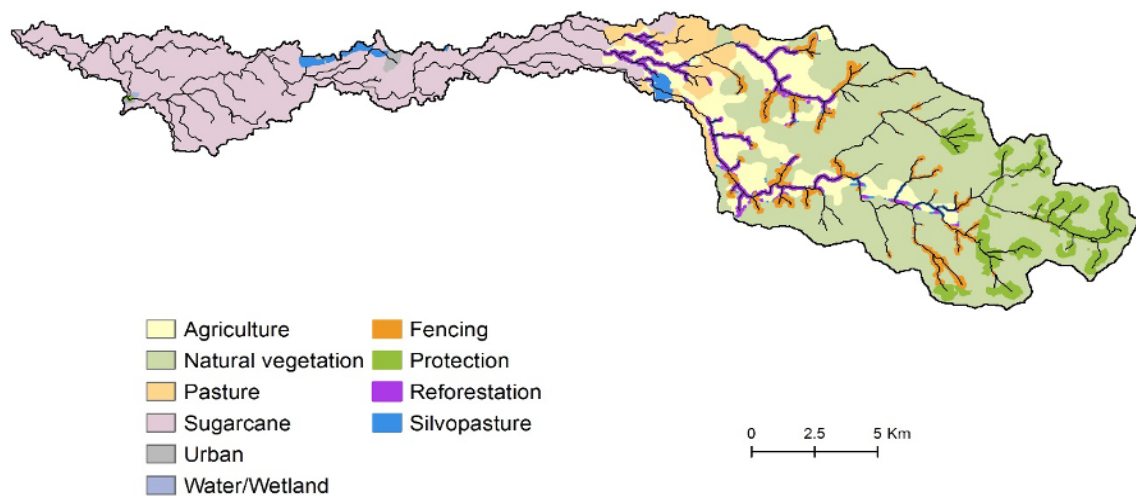 Agriculture
Natural vegetation
Pasture
Sugarcane
Urban
Water/Wetland
Fencing
Protection
Reforestation
Silvopasture
0 2.5 5 Km